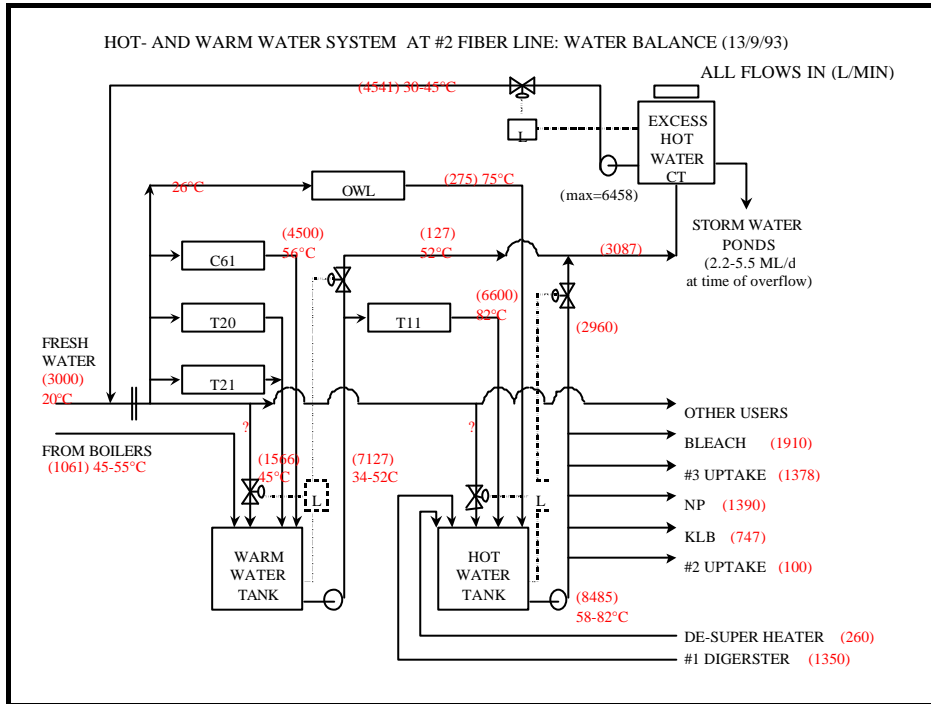 HOT- AND WARM WATER SYSTEM AT #2 FIBER LINE: WATER BALANCE (13/9/93)
ALL FLOWS IN (L/MIN)
(4541) 30-45°C
L
EXCESS
HOT
WATER
CT
(max=6458)
STORM WATER
PONDS
(2.2-5.5 ML/d
at time of overflow)
26°C
OWL
(275) 75°C
C61
(4500)
56°C
(127)
52°C
(3087)
T20
T11
(6600)
82°C
(2960)
FRESH
WATER
(3000)
20°C
T21
OTHER USERS
FROM BOILERS
(1061) 45-55°C
?
(1566)
45°C
L
(7127)
34-52C
?
L
BLEACH (1910)
#3 UPTAKE (1378)
NP (1390)
KLB (747)
#2 UPTAKE (100)
WARM
WATER
TANK
HOT
WATER
TANK
(8485)
58-82°C
DE-SUPER HEATER (260)
#1 DIGERSTER (1350)